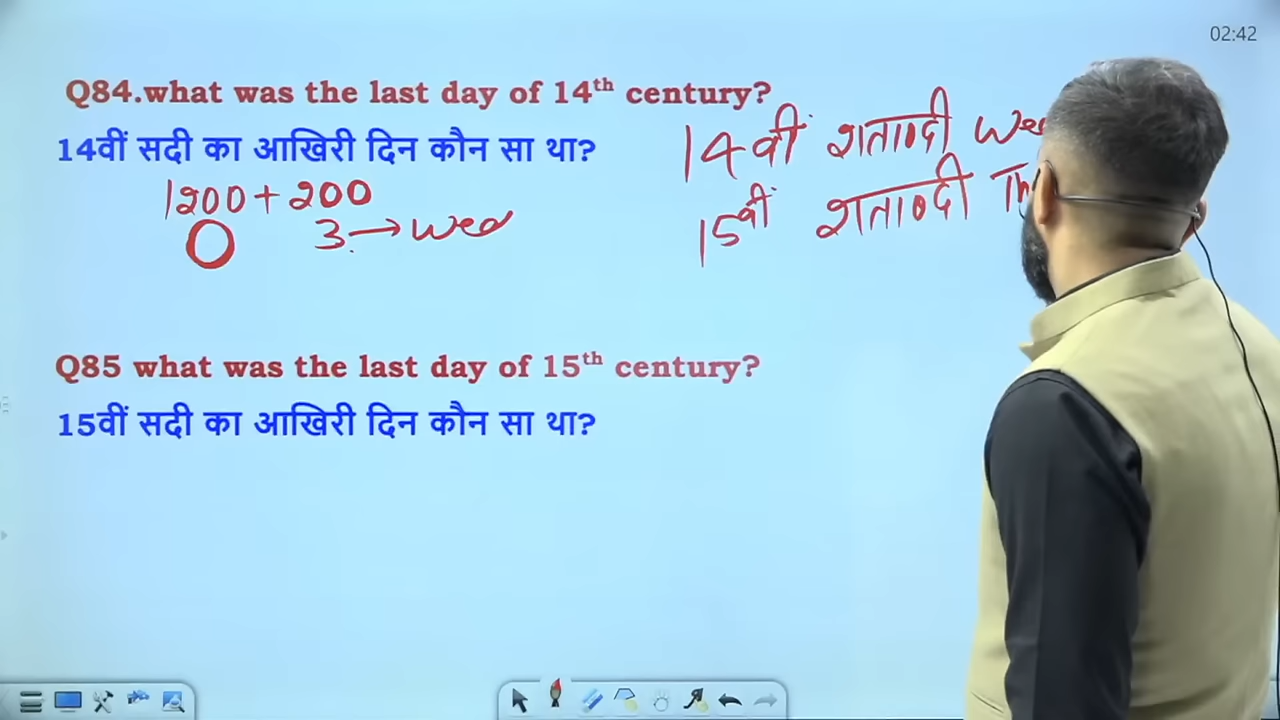 02:42
Q84.what was the last day of 14th century?
14वीं सदी का आखिरी दिन कौन सा था?
1200 + 200
0 3. → wed
14वीं शताब्दी
15वीं शताब्दी
Q85 what was the last day of 15th century?
15वीं सदी का आखिरी दिन कौन सा था?